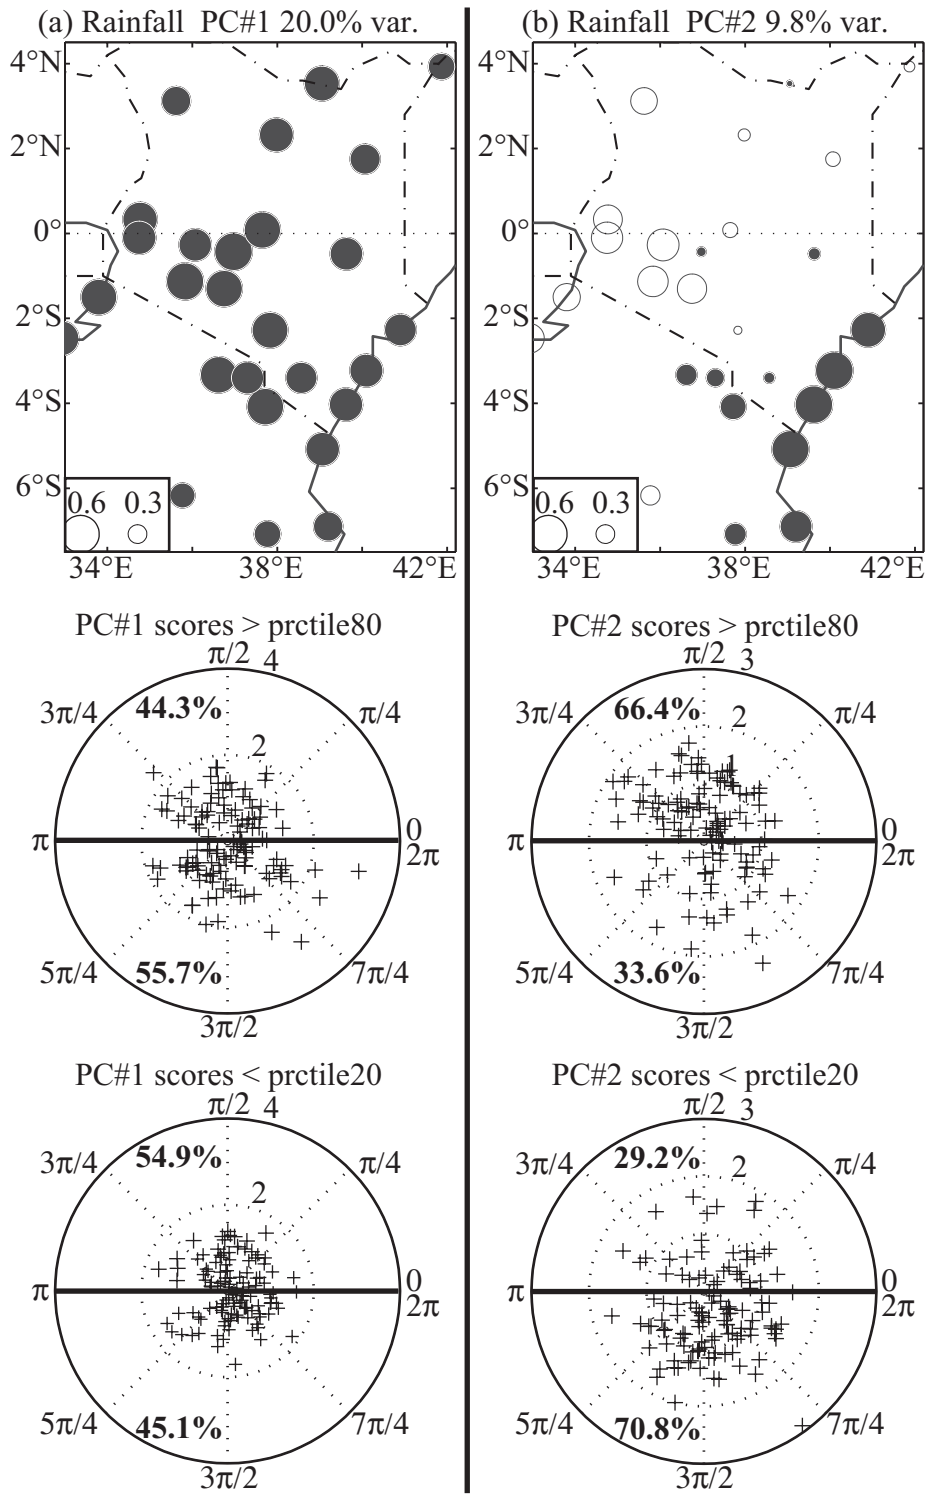 (a) Rainfall PC#1 20.0% var.
4°N
2°N
0°
2°S
4°S
6°S
0.6 0.3
34°E 38°E 42°E
PC#1 scores > prctile80
π/2 4
3π/4 44.3% π/4
2
π 0
2π
5π/4 55.7% 7π/4
3π/2
PC#1 scores < prctile20
π/2 4
3π/4 54.9% π/4
2
π 0
2π
5π/4 45.1% 7π/4
3π/2
(b) Rainfall PC#2 9.8% var.
4°N
2°N
0°
2°S
4°S
6°S
0.6 0.3
34°E 38°E 42°E
PC#2 scores > prctile80
π/2 3
3π/4 66.4% 2 π/4
1
π 0
2π
5π/4 33.6% 7π/4
3π/2
PC#2 scores < prctile20
π/2 3
3π/4 29.2% 2 π/4
π 0
2π
5π/4 70.8% 7π/4
3π/2